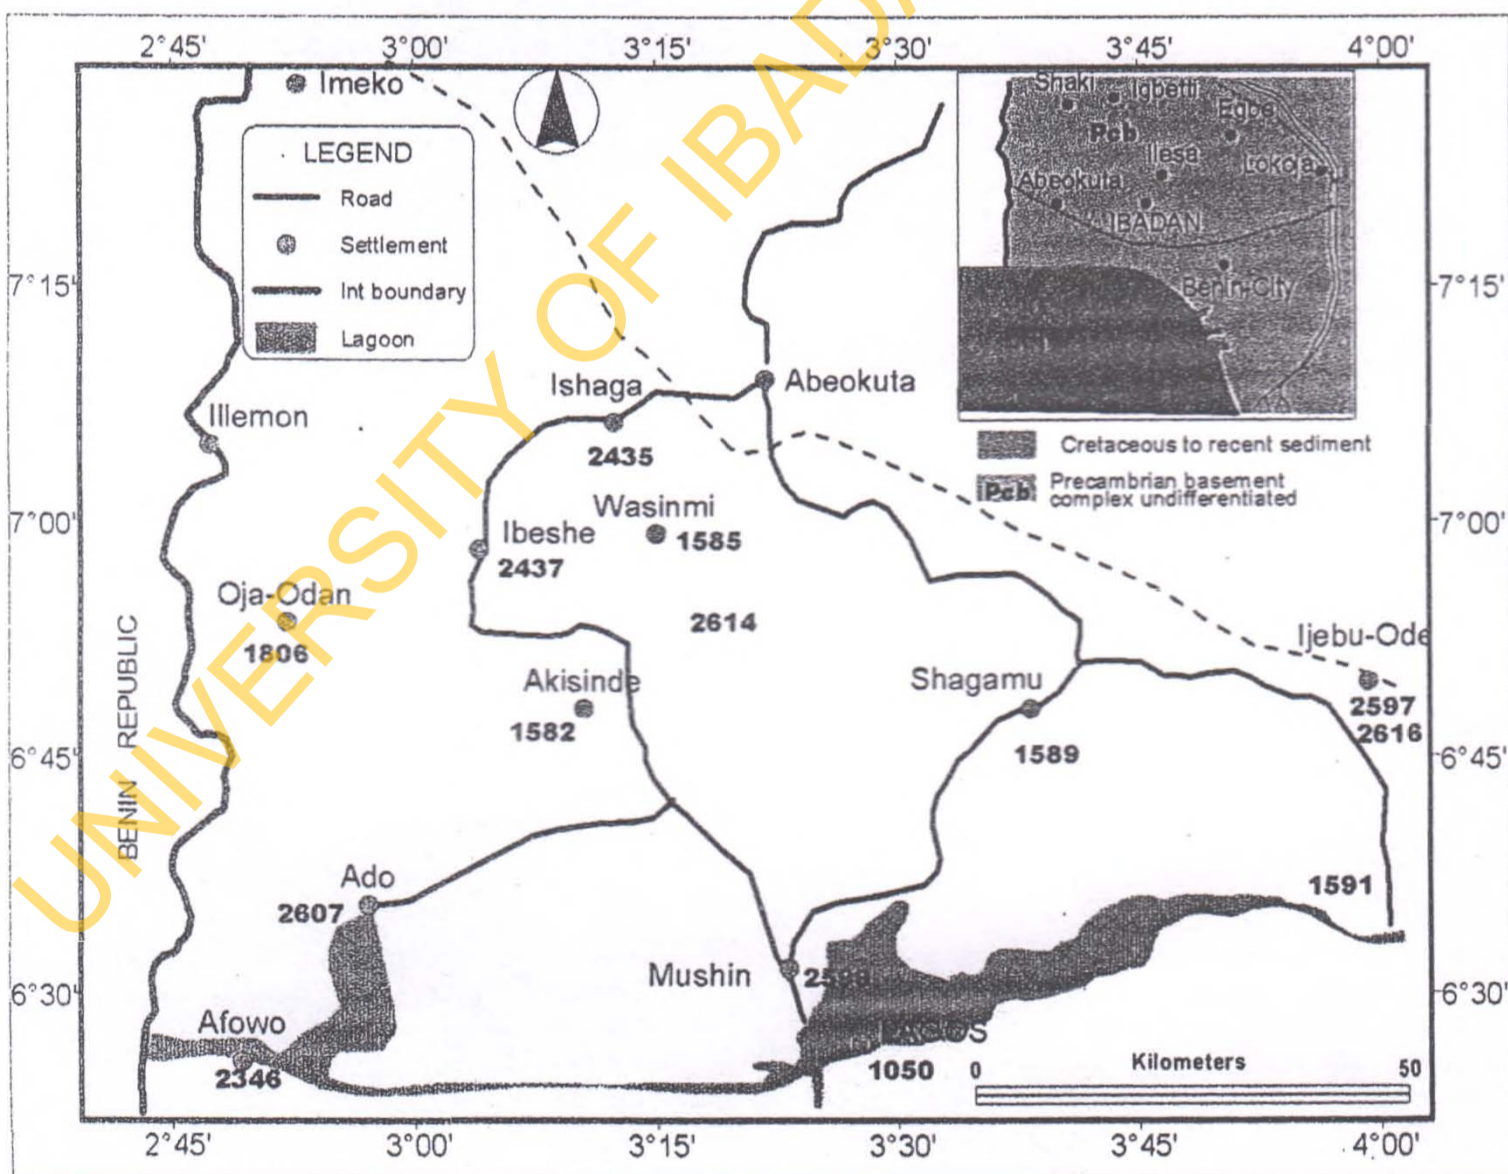 2°45' 3°00' 3°15' 3°30' 3°45' 4°00'
Imeko
LEGEND
Road
Settlement
Int boundary
Lagoon
Shaki
Igbetti
Egbe
Pcb
Ilesa
Lokoja
Abeokuta
IBADAN
Benin-City
7°15' 7°15'
Cretaceous to recent sediment
Pcb
Precambrian basement
complex undifferentiated
Ishaga
2435
Abeokuta
Illemon
Wasinmi
1585
Ibeshe
2437
7°00' 7°00'
Oja-Odan
1806
2614
Ijebu-Ode
2597
2616
Akisinde
1582
Shagamu
1589
6°45' 6°45'
BENIN REPUBLIC
Ado
2607
1591
Mushin
6°30' 6°30'
Afowo
2346
LAGOS
1050
Kilometers
0 50
2°45' 3°00' 3°15' 3°30' 3°45' 4°00'
UNIVERSITY OF IBADA